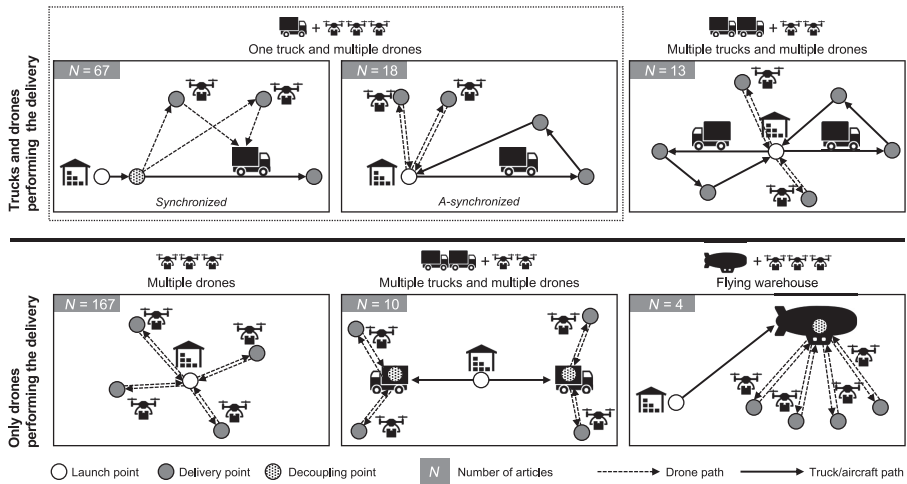 Trucks and drones
performing the delivery
+
One truck and multiple drones
+
Multiple trucks and multiple drones
N = 67
Synchronized
N = 18
A-synchronized
N = 13
Only drones
performing the delivery
Multiple drones
+
Multiple trucks and multiple drones
+
Flying warehouse
N = 167
N = 10
N = 4
Launch point
Delivery point
Decoupling point
N Number of articles
Drone path
Truck/aircraft path